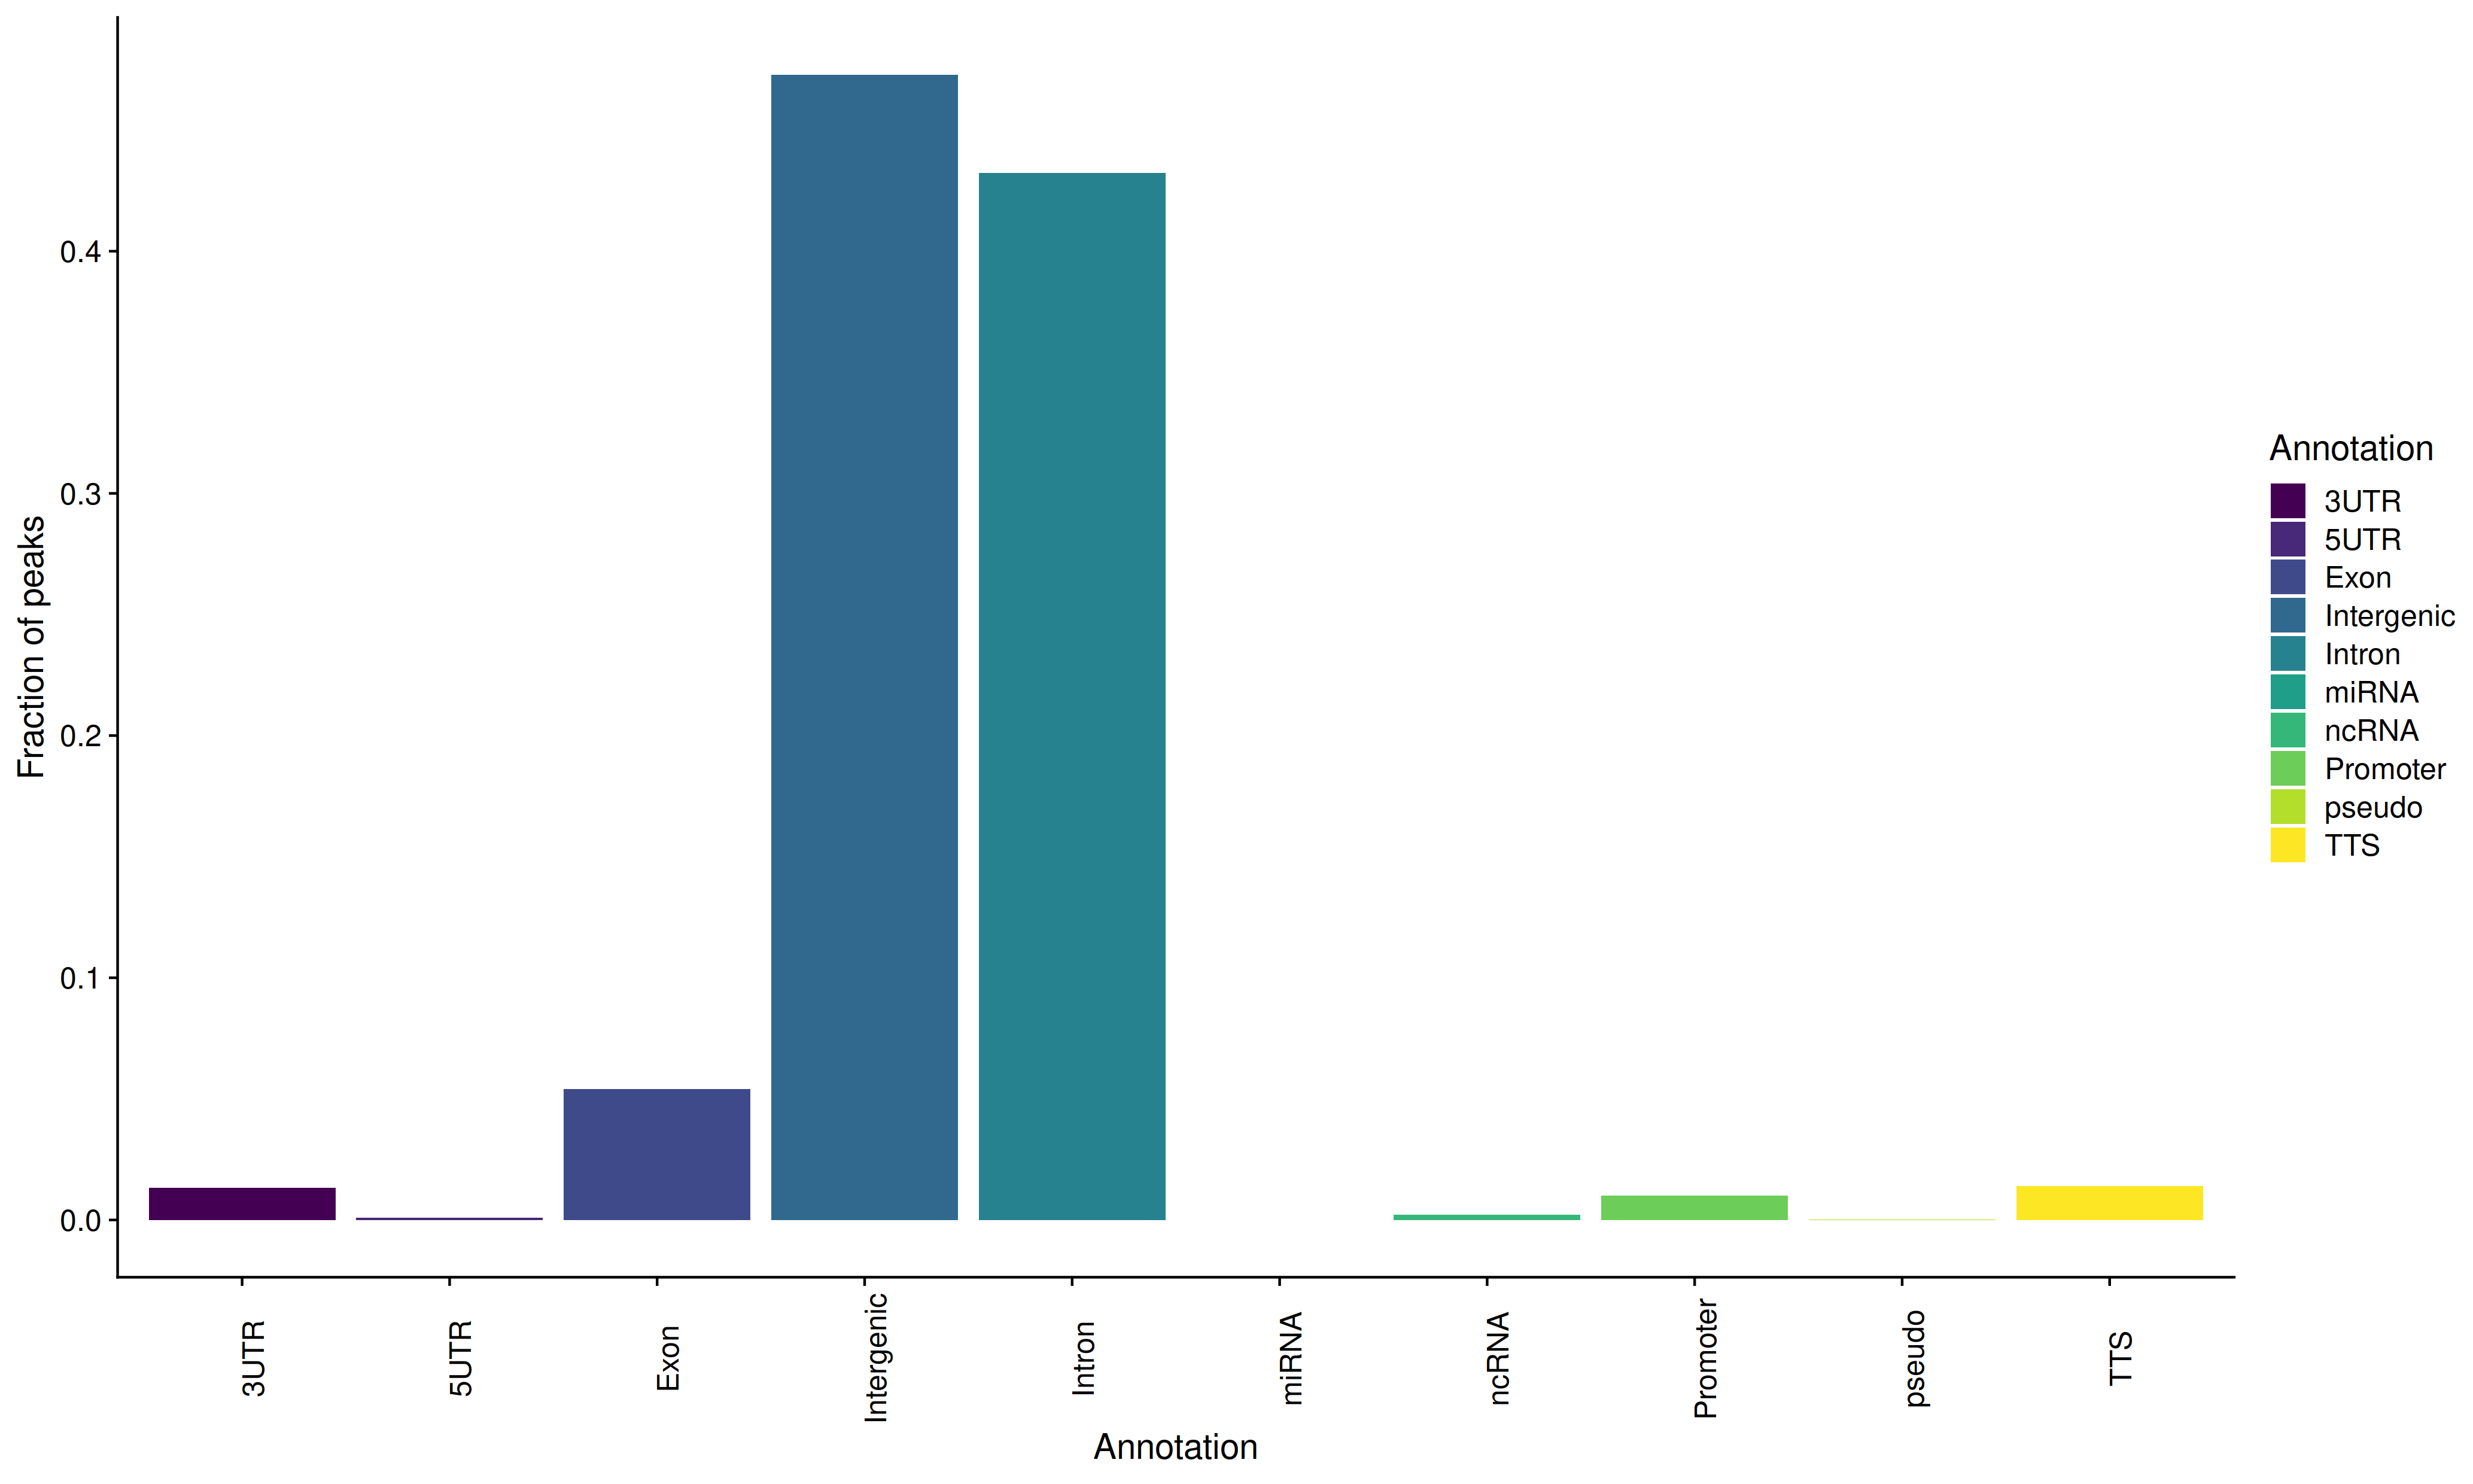 Fraction of peaks
0.4
0.3
0.2
0.1
0.0
3UTR
5UTR
Exon
Intergenic
Intron
miRNA
ncRNA
Promoter
pseudo
TTS
Annotation
Annotation
3UTR
5UTR
Exon
Intergenic
Intron
miRNA
ncRNA
Promoter
pseudo
TTS